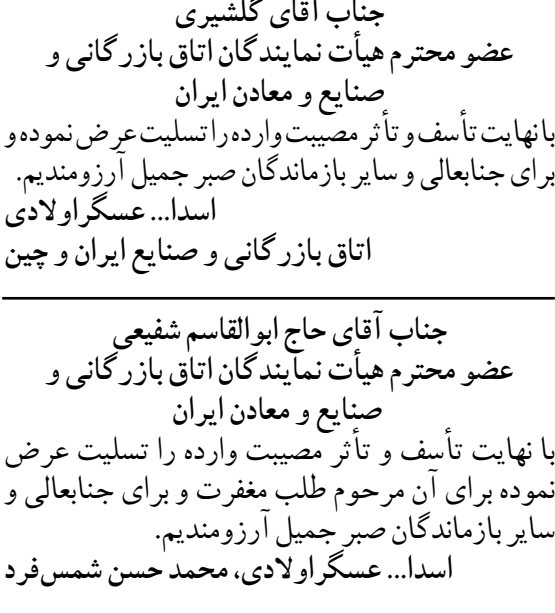 جناب آقای گلشیری
عضو محترم هیأت نمایندگان اتاق بازرگانی و
صنایع و معادن ایران
بانهایت تأسف و تأثر مصیبت وارده را تسلیت عرض نموده و
برای جنابعالی و سایر بازماندگان صبر جمیل آرزومندیم.
اسدا... عسگراولادی
اتاق بازرگانی و صنایع ایران و چین
جناب آقای حاج ابوالقاسم شفیعی
عضو محترم هیأت نمایندگان اتاق بازرگانی و
صنایع و معادن ایران
با نهایت تأسف و تأثر مصیبت وارده را تسلیت عرض
نموده برای آن مرحوم طلب مغفرت و برای جنابعالی و
سایر بازماندگان صبر جمیل آرزومندیم.
اسدا... عسگراولادی، محمد حسن شمس‌فرد